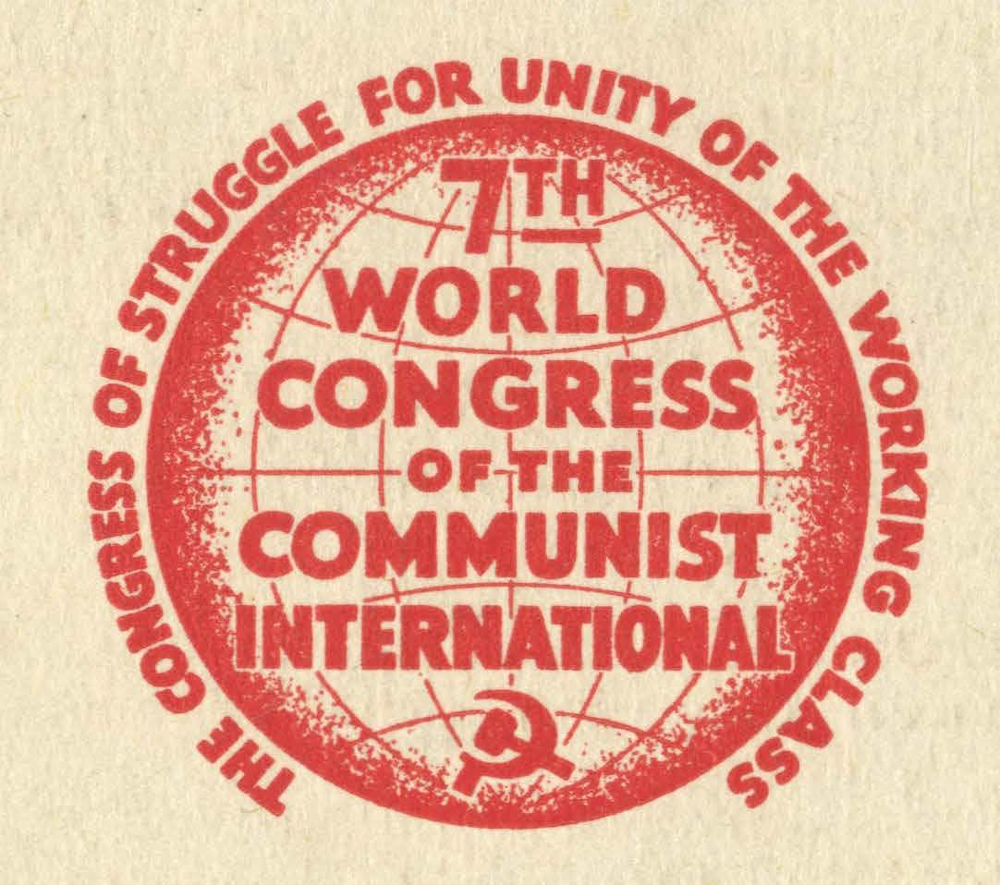 THE CONGRESS OF STRUGGLE FOR UNITY OF THE WORKING CLASS
7TH
WORLD
CONGRESS
OF THE
COMMUNIST
INTERNATIONAL